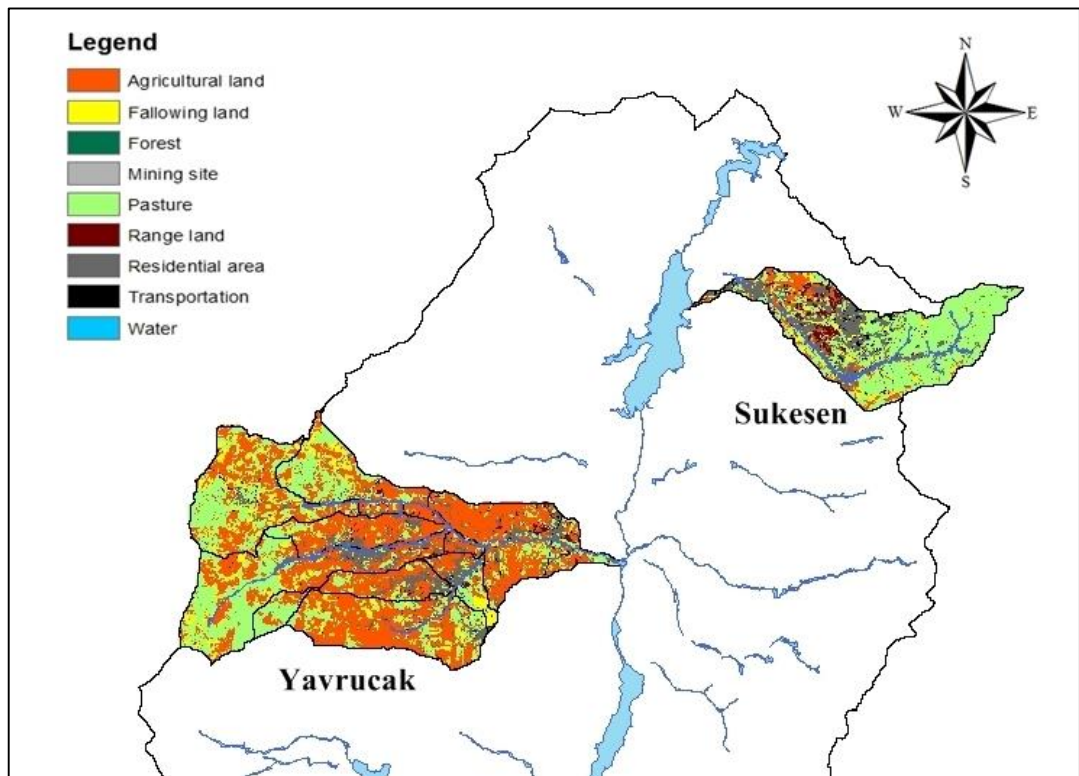 Legend
Agricultural land
Fallowing land
Forest
Mining site
Pasture
Range land
Residential area
Transportation
Water
N
W
E
S
Sukesen
Yavrucak